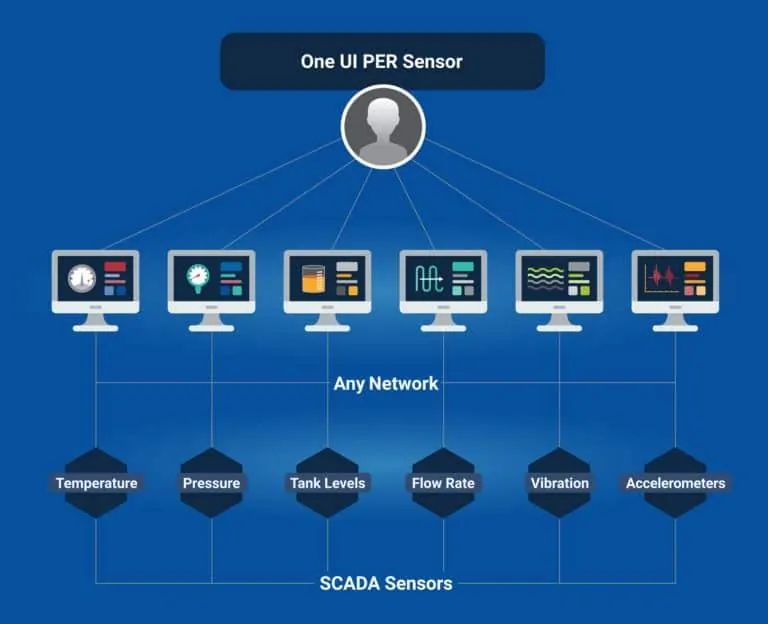 One UI PER Sensor
Any Network
Temperature
Pressure
Tank Levels
Flow Rate
Vibration
Accelerometers
SCADA Sensors